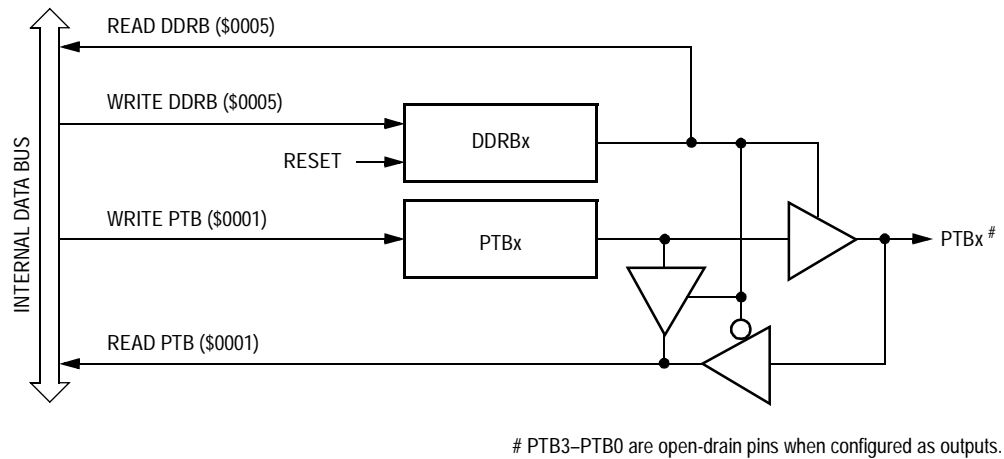 READ DDRB ($0005)
WRITE DDRB ($0005)
DDRBx
RESET
INTERNAL DATA BUS
WRITE PTB ($0001)
PTBx
PTBx #
READ PTB ($0001)
# PTB3–PTB0 are open-drain pins when configured as outputs.